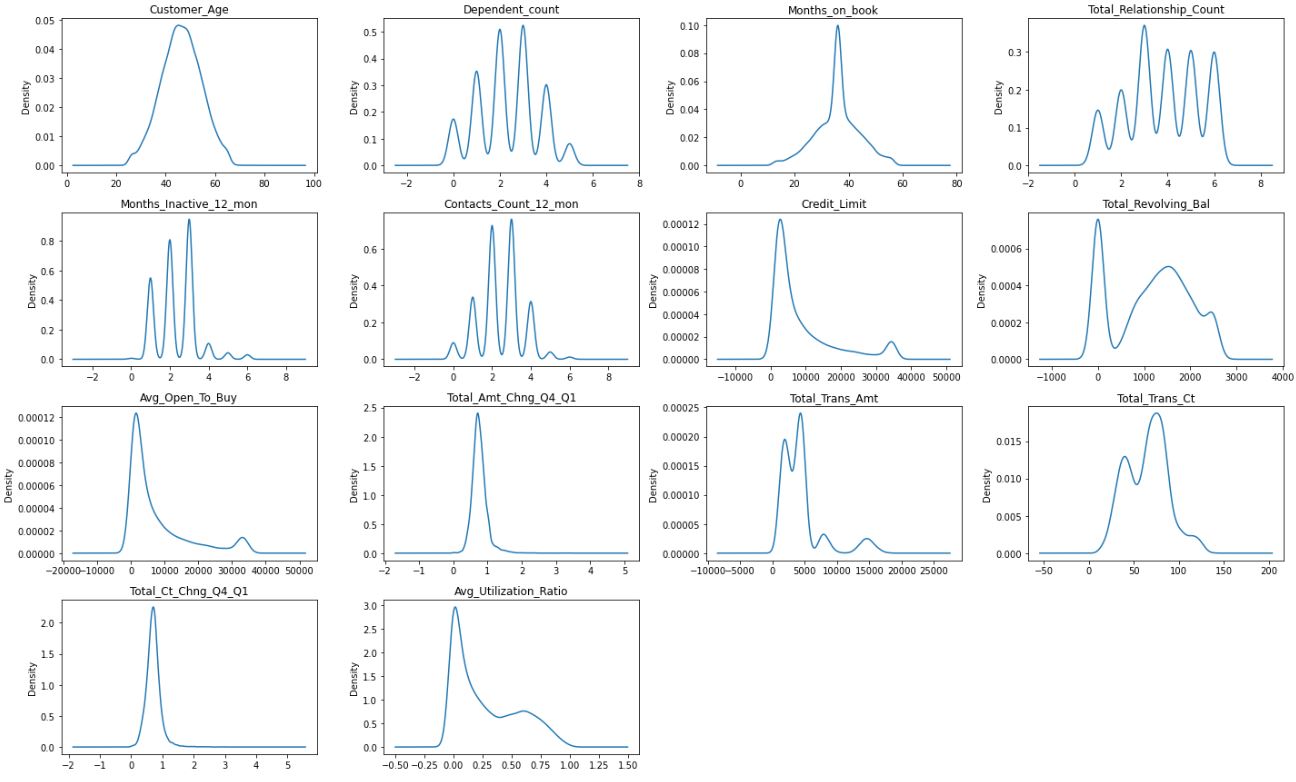 Customer_Age
Dependent_count
Months_on_book
Total_Relationship_Count
0.05
0.04
0.03
0.02
0.01
0.00
Density
0 20 40 60 80 100
0.5
0.4
0.3
0.2
0.1
0.0
Density
−2 0 2 4 6 8
0.10
0.08
0.06
0.04
0.02
0.00
Density
0 20 40 60 80
0.3
0.2
0.1
0.0
Density
−2 0 2 4 6 8
Months_Inactive_12_mon
Contacts_Count_12_mon
Credit_Limit
Total_Revolving_Bal
0.8
0.6
0.4
0.2
0.0
Density
−2 0 2 4 6 8
0.6
0.4
0.2
0.0
Density
−2 0 2 4 6 8
0.00012
0.00010
0.00008
0.00006
0.00004
0.00002
0.00000
Density
−10000 0 10000 20000 30000 40000 50000
0.0006
0.0004
0.0002
0.0000
Density
−1000 0 1000 2000 3000 4000
Avg_Open_To_Buy
Total_Amt_Chng_Q4_Q1
Total_Trans_Amt
Total_Trans_Ct
0.00012
0.00010
0.00008
0.00006
0.00004
0.00002
0.00000
Density
−20000 −10000 0 10000 20000 30000 40000 50000
2.5
2.0
1.5
1.0
0.5
0.0
Density
−2 −1 0 1 2 3 4 5
0.00025
0.00020
0.00015
0.00010
0.00005
0.00000
Density
−10000 −5000 0 5000 10000 15000 20000 25000
0.015
0.010
0.005
0.000
Density
−50 0 50 100 150 200
Total_Ct_Chng_Q4_Q1
Avg_Utilization_Ratio
2.0
1.5
1.0
0.5
0.0
Density
−2 −1 0 1 2 3 4 5
3.0
2.5
2.0
1.5
1.0
0.5
0.0
Density
−0.50 −0.25 0.00 0.25 0.50 0.75 1.00 1.25 1.50